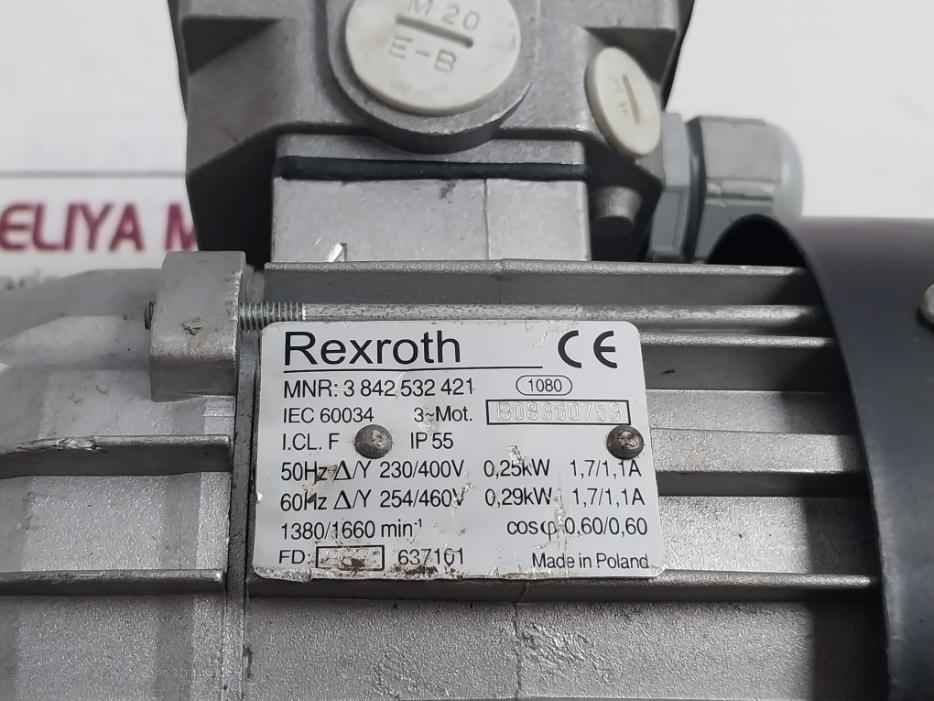 M 20
E-B
ELIYA M
Rexroth CE
MNR: 3 842 532 421 1080
IEC 60034 3~Mot.
I.CL. F IP 55
50Hz Δ/Y 230/400V 0,25kW 1,7/1,1A
60Hz Δ/Y 254/460V 0,29kW 1,7/1,1A
1380/1660 min⁻¹ cosφ 0,60/0,60
FD: 637101
Made in Poland